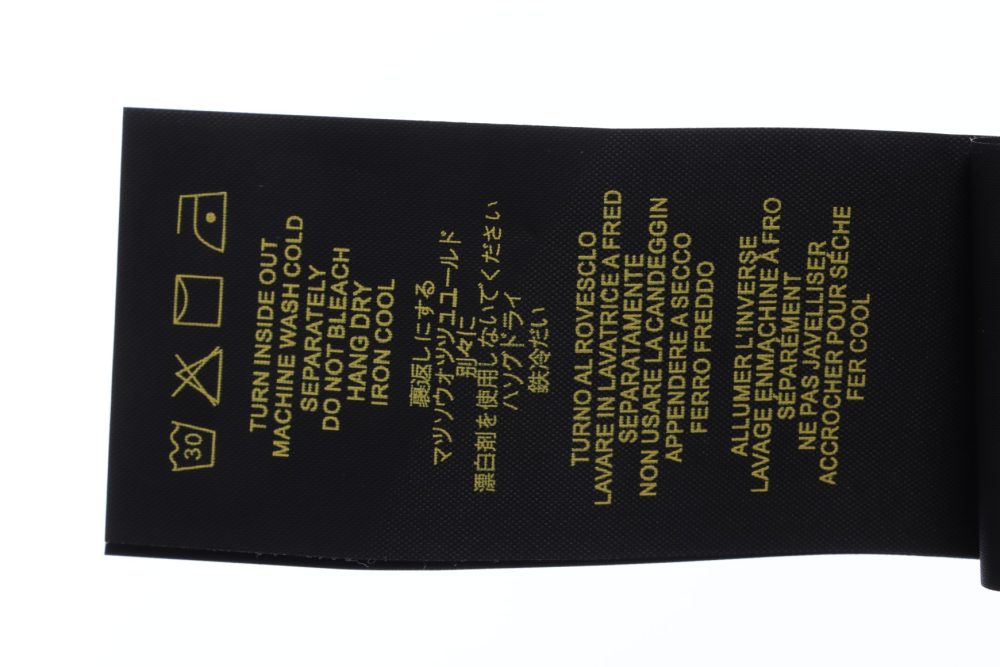 30
TURN INSIDE OUT
MACHINE WASH COLD
SEPARATELY
DO NOT BLEACH
HANG DRY
IRON COOL
裏返しにする
マツソウオツツユールド
別々に
漂白剤を使用しないでください
ハソグドライ
鉄冷だい
TURNO AL ROVESCLO
LAVARE IN LAVATRICE A FRED
SEPARATAMENTE
NON USARE LA CANDEGGIN
APPENDERE A SECCO
FERRO FREDDO
ALLUMER L'INVERSE
LAVAGE ÉNMACHINE À FRO
SÉPARÉMENT
NE PAS JAVELLISER
ACCROCHER POUR SÉCHE
FER COOL